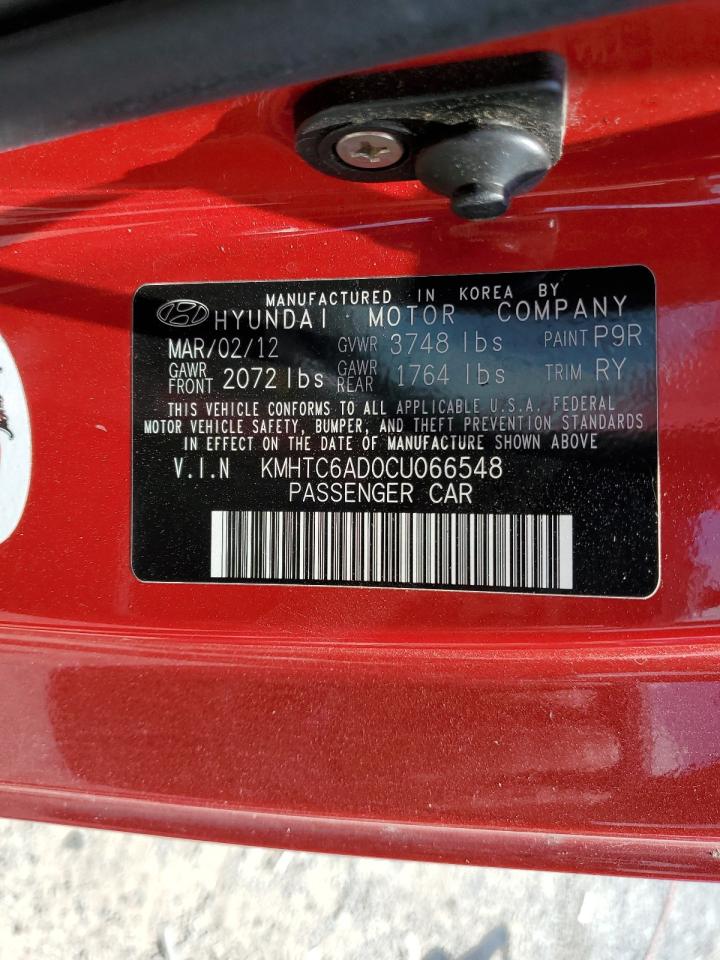 MANUFACTURED IN KOREA BY
HYUNDAI MOTOR COMPANY
MAR/02/12 GVWR 3748 lbs PAINT P9R
GAWR FRONT 2072 lbs GAWR REAR 1764 lbs TRIM RY
THIS VEHICLE CONFORMS TO ALL APPLICABLE U.S.A. FEDERAL
MOTOR VEHICLE SAFETY, BUMPER, AND THEFT PREVENTION STANDARDS
IN EFFECT ON THE DATE OF MANUFACTURE SHOWN ABOVE
V.I.N KMHTC6AD0CU066548
PASSENGER CAR